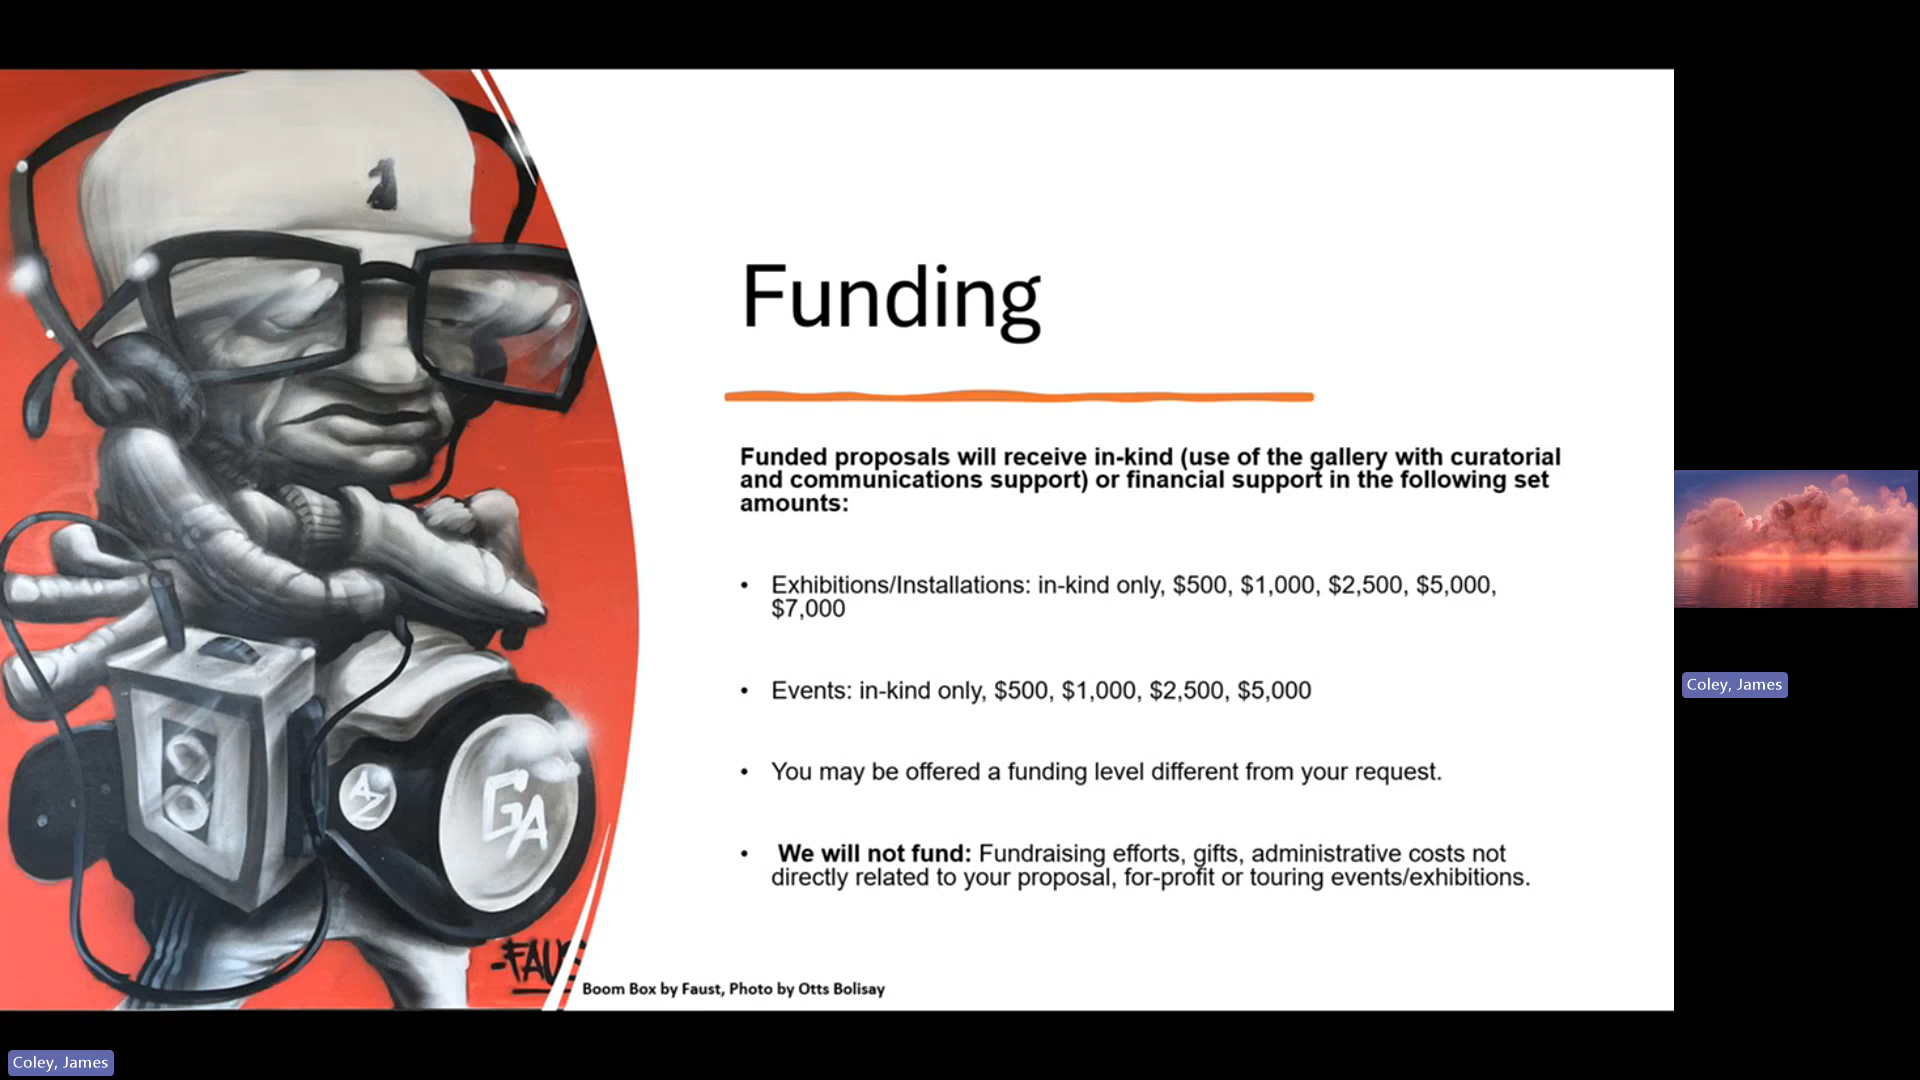 Funding
Funded proposals will receive in-kind (use of the gallery with curatorial
and communications support) or financial support in the following set
amounts:
• Exhibitions/Installations: in-kind only, $500, $1,000, $2,500, $5,000,
$7,000
• Events: in-kind only, $500, $1,000, $2,500, $5,000
• You may be offered a funding level different from your request.
• We will not fund: Fundraising efforts, gifts, administrative costs not
directly related to your proposal, for-profit or touring events/exhibitions.
AZ
GA
-FAUS
Boom Box by Faust, Photo by Otts Bolisay
Coley, James
Coley, James